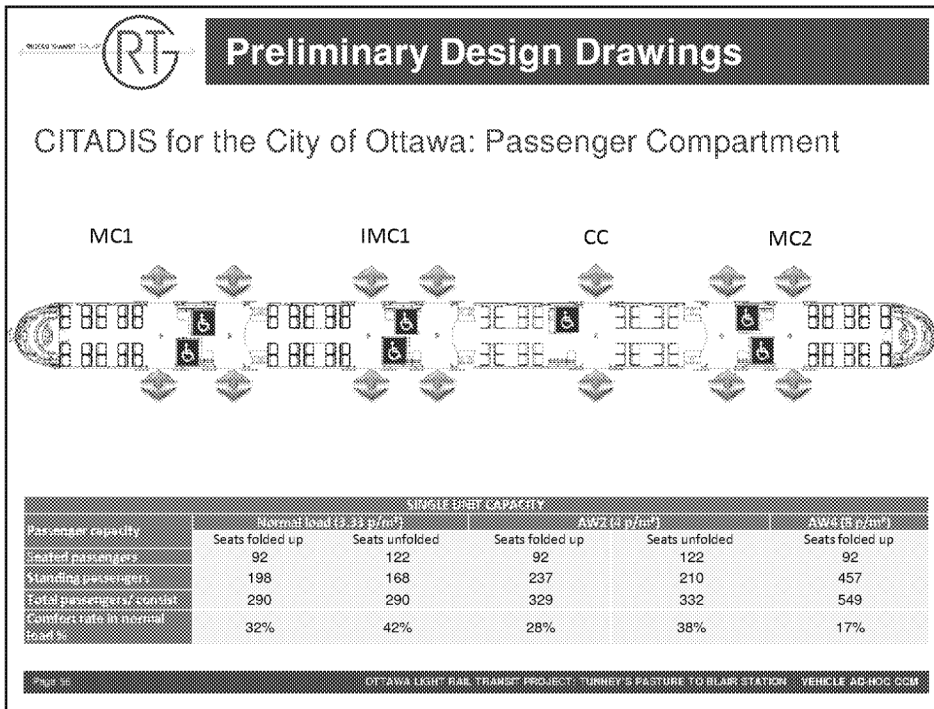 RTG
Preliminary Design Drawings
CITADIS for the City of Ottawa: Passenger Compartment
MC1 IMC1 CC MC2
SINGLE UNIT CAPACITY
Passenger capacity Normal load (3.33 p/m²) AW2 (4 p/m²) AW4 (8 p/m²)
Seats folded up Seats unfolded Seats folded up Seats unfolded Seats folded up
Seated passengers 92 122 92 122 92
Standing passengers 198 168 237 210 457
Total passengers/ consist 290 290 329 332 549
Comfort rate in normal
load % 32% 42% 28% 38% 17%
Page 56 OTTAWA LIGHT RAIL TRANSIT PROJECT: TUNNEY'S PASTURE TO BLAIR STATION VEHICLE AD-HOC CCM